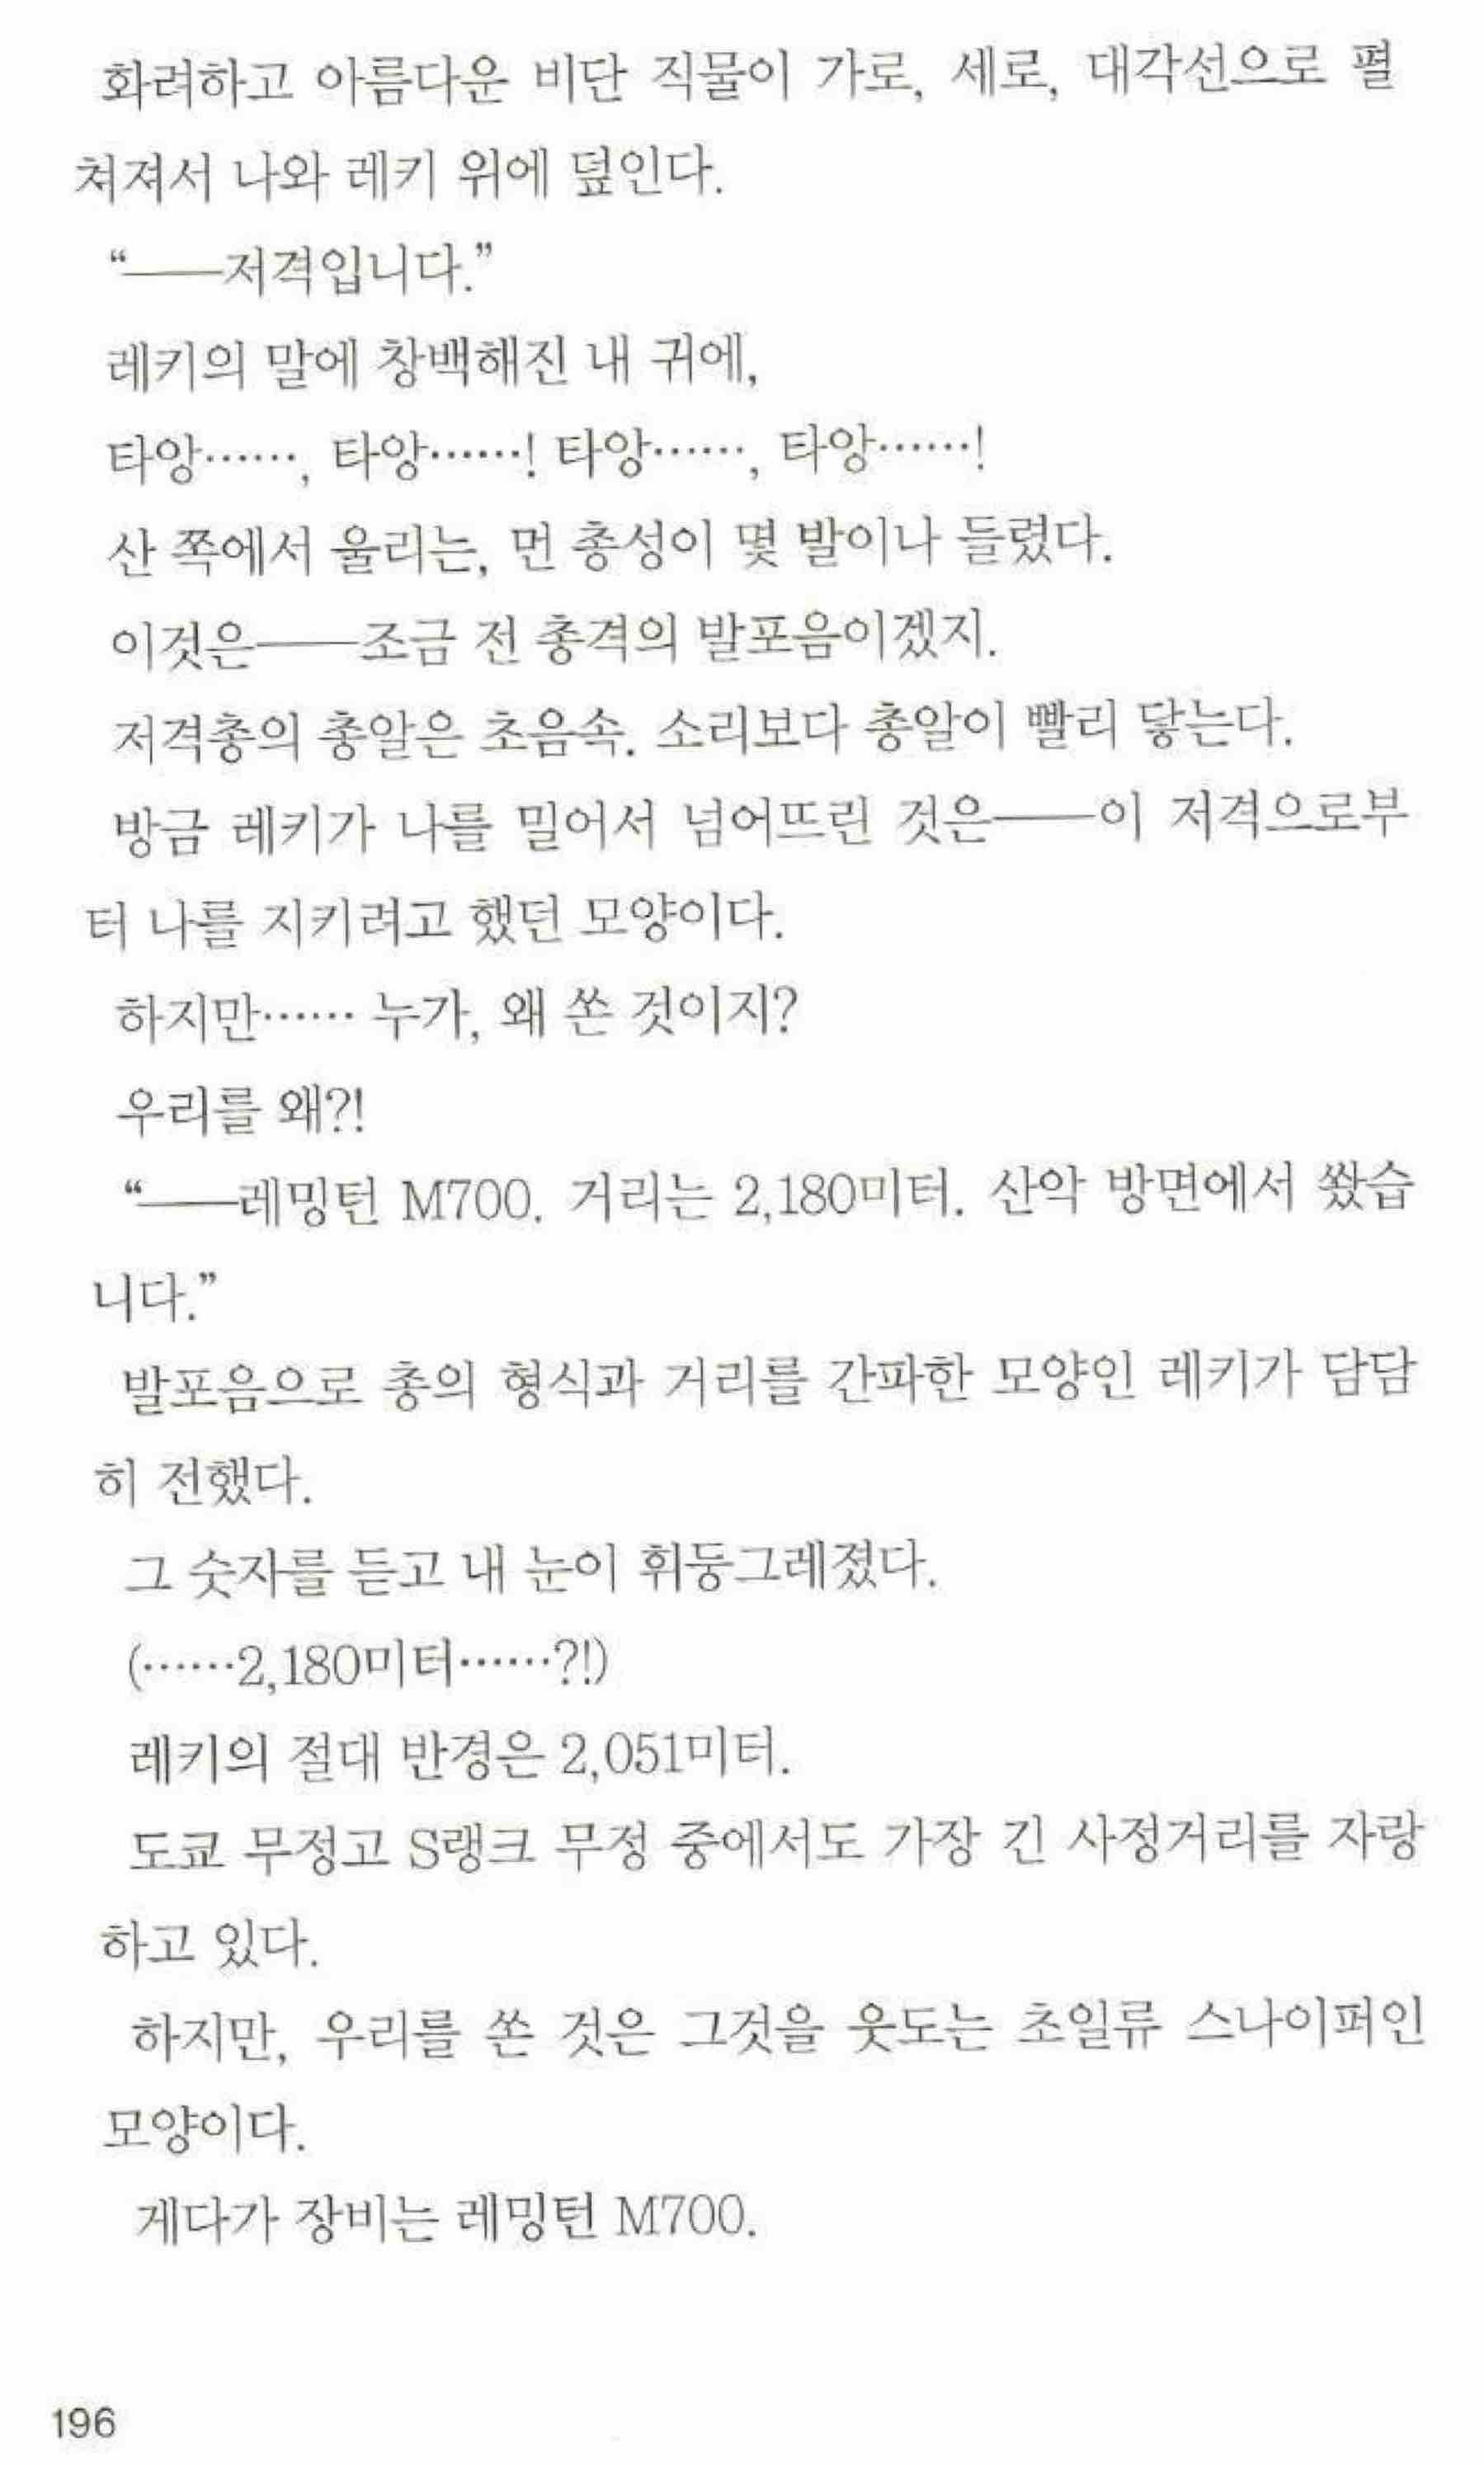 화려하고 아름다운 비단 직물이 가로, 세로, 대각선으로 펼
쳐져서 나와 레키 위에 덮인다.
“──저격입니다.”
레키의 말에 창백해진 내 귀에,
타앙……, 타앙……! 타앙……, 타앙……!
산 쪽에서 울리는, 먼 총성이 몇 발이나 들렸다.
이것은──조금 전 총격의 발포음이겠지.
저격총의 총알은 초음속. 소리보다 총알이 빨리 닿는다.
방금 레키가 나를 밀어서 넘어뜨린 것은──이 저격으로부
터 나를 지키려고 했던 모양이다.
하지만…… 누가, 왜 쏜 것이지?
우리를 왜?!
“──레밍턴 M700. 거리는 2,180미터. 산악 방면에서 쐈습
니다.”
발포음으로 총의 형식과 거리를 간파한 모양인 레키가 담담
히 전했다.
그 숫자를 듣고 내 눈이 휘둥그레졌다.
(……2,180미터……?!)
레키의 절대 반경은 2,051미터.
도쿄 무정고 S랭크 무정 중에서도 가장 긴 사정거리를 자랑
하고 있다.
하지만, 우리를 쏜 것은 그것을 웃도는 초일류 스나이퍼인
모양이다.
게다가 장비는 레밍턴 M700.
196